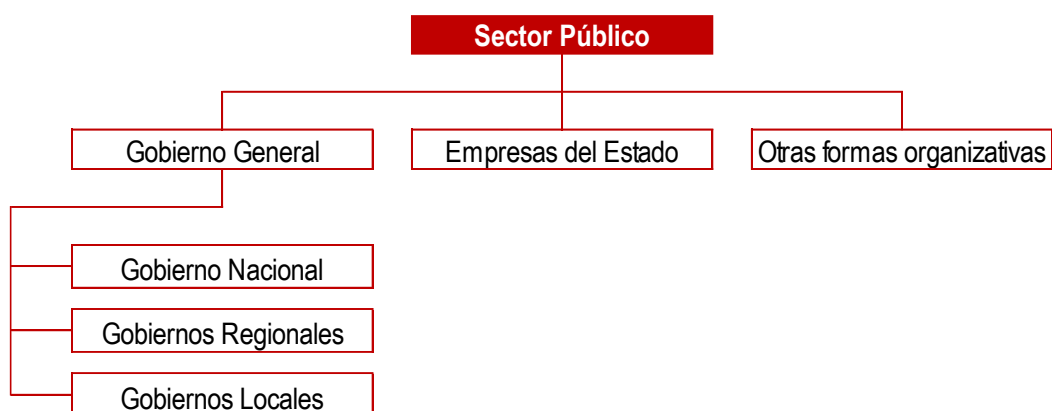 Sector Público
Gobierno General
Empresas del Estado
Otras formas organizativas
Gobierno Nacional
Gobiernos Regionales
Gobiernos Locales